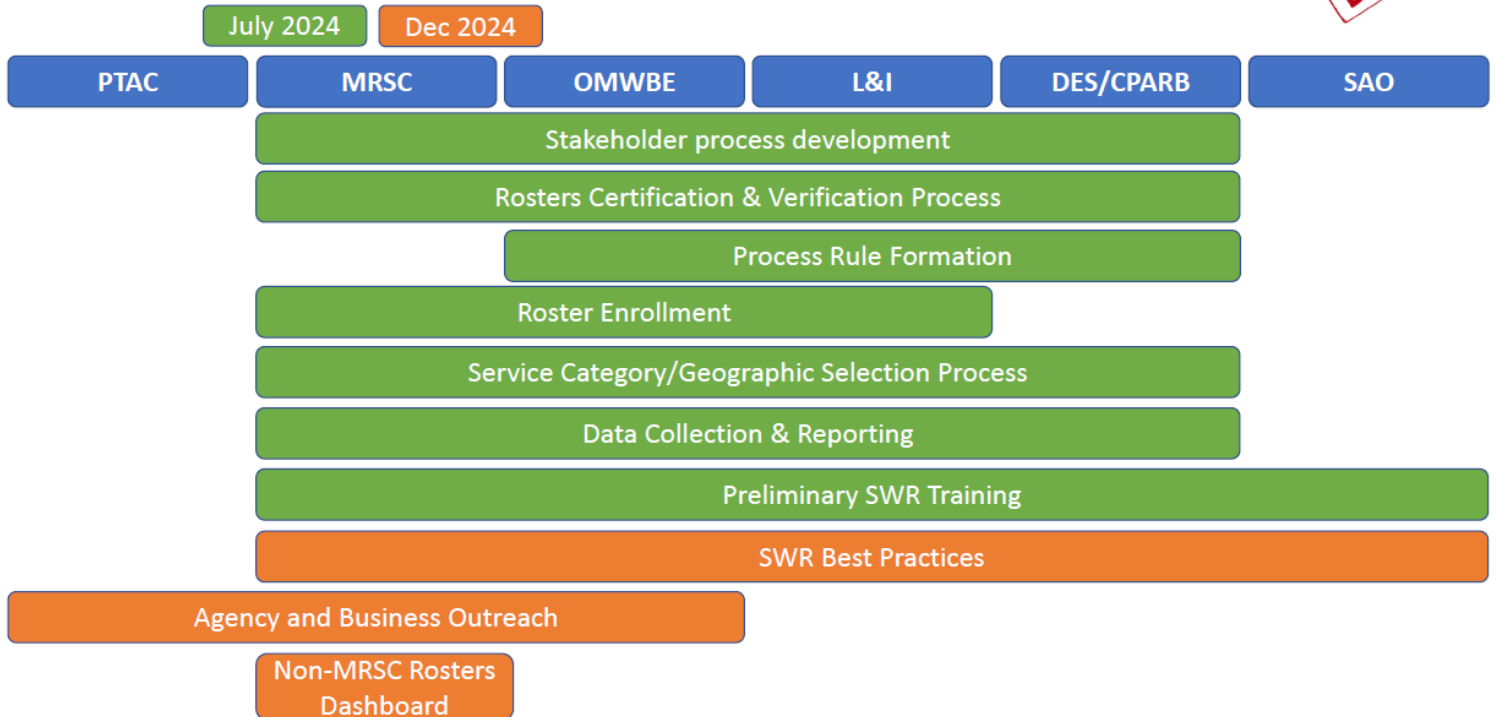 July 2024 Dec 2024
PTAC MRSC OMWBE L&I DES/CPARB SAO
Stakeholder process development
Rosters Certification & Verification Process
Process Rule Formation
Roster Enrollment
Service Category/Geographic Selection Process
Data Collection & Reporting
Preliminary SWR Training
SWR Best Practices
Agency and Business Outreach
Non-MRSC Rosters
Dashboard